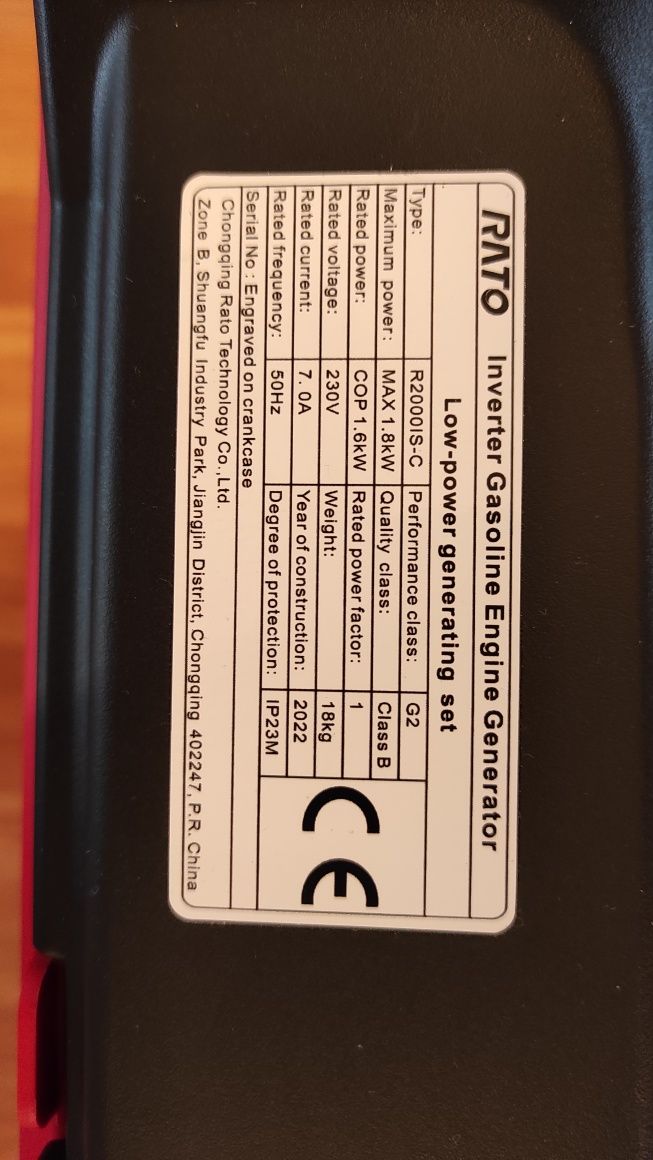 RATO Inverter Gasoline Engine Generator
Low-power generating set
Type: R2000IS-C Performance class: G2
Maximum power: MAX 1.8kW Quality class: Class B
Rated power: COP 1.6kW Rated power factor: 1
Rated voltage: 230V Weight: 18kg
Rated current: 7.0A Year of construction: 2022
Rated frequency: 50Hz Degree of protection: IP23M
CE
Serial No : Engraved on crankcase
Chongqing Rato Technology Co., Ltd.
Zone B, Shuangfu Industry Park, Jiangjin District, Chongqing 402247, P.R. China